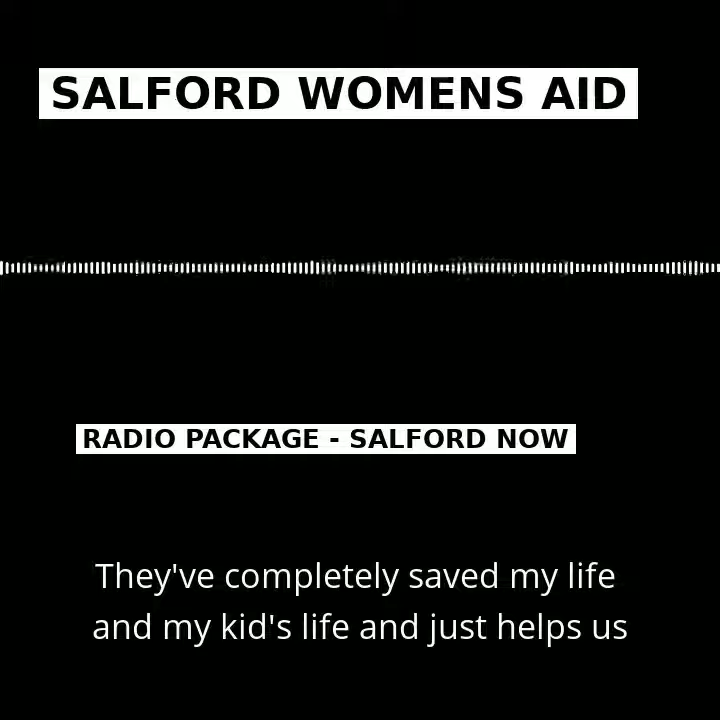 SALFORD WOMENS AID
RADIO PACKAGE - SALFORD NOW
They've completely saved my life
and my kid's life and just helps us